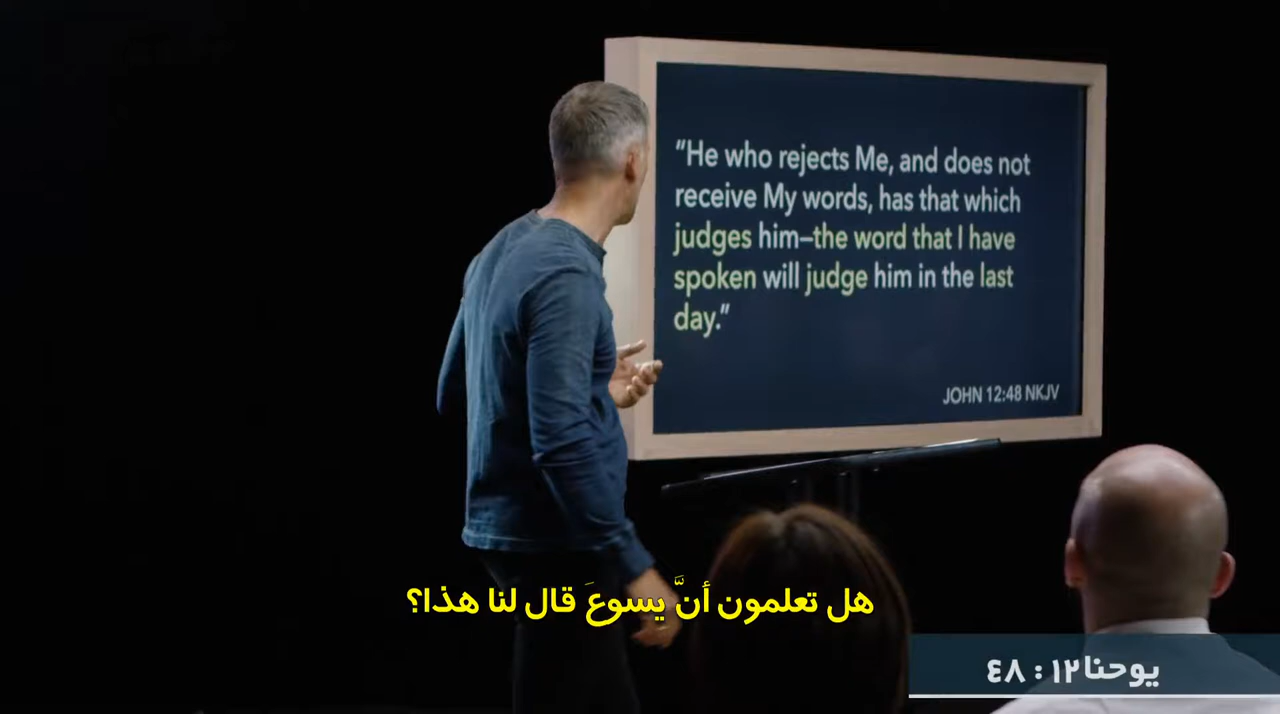 “He who rejects Me, and does not
receive My words, has that which
judges him—the word that I have
spoken will judge him in the last
day.”
JOHN 12:48 NKJV
هل تعلمون أنَّ يسوعَ قال لنا هذا؟
يوحنا١٢ : ٤٨